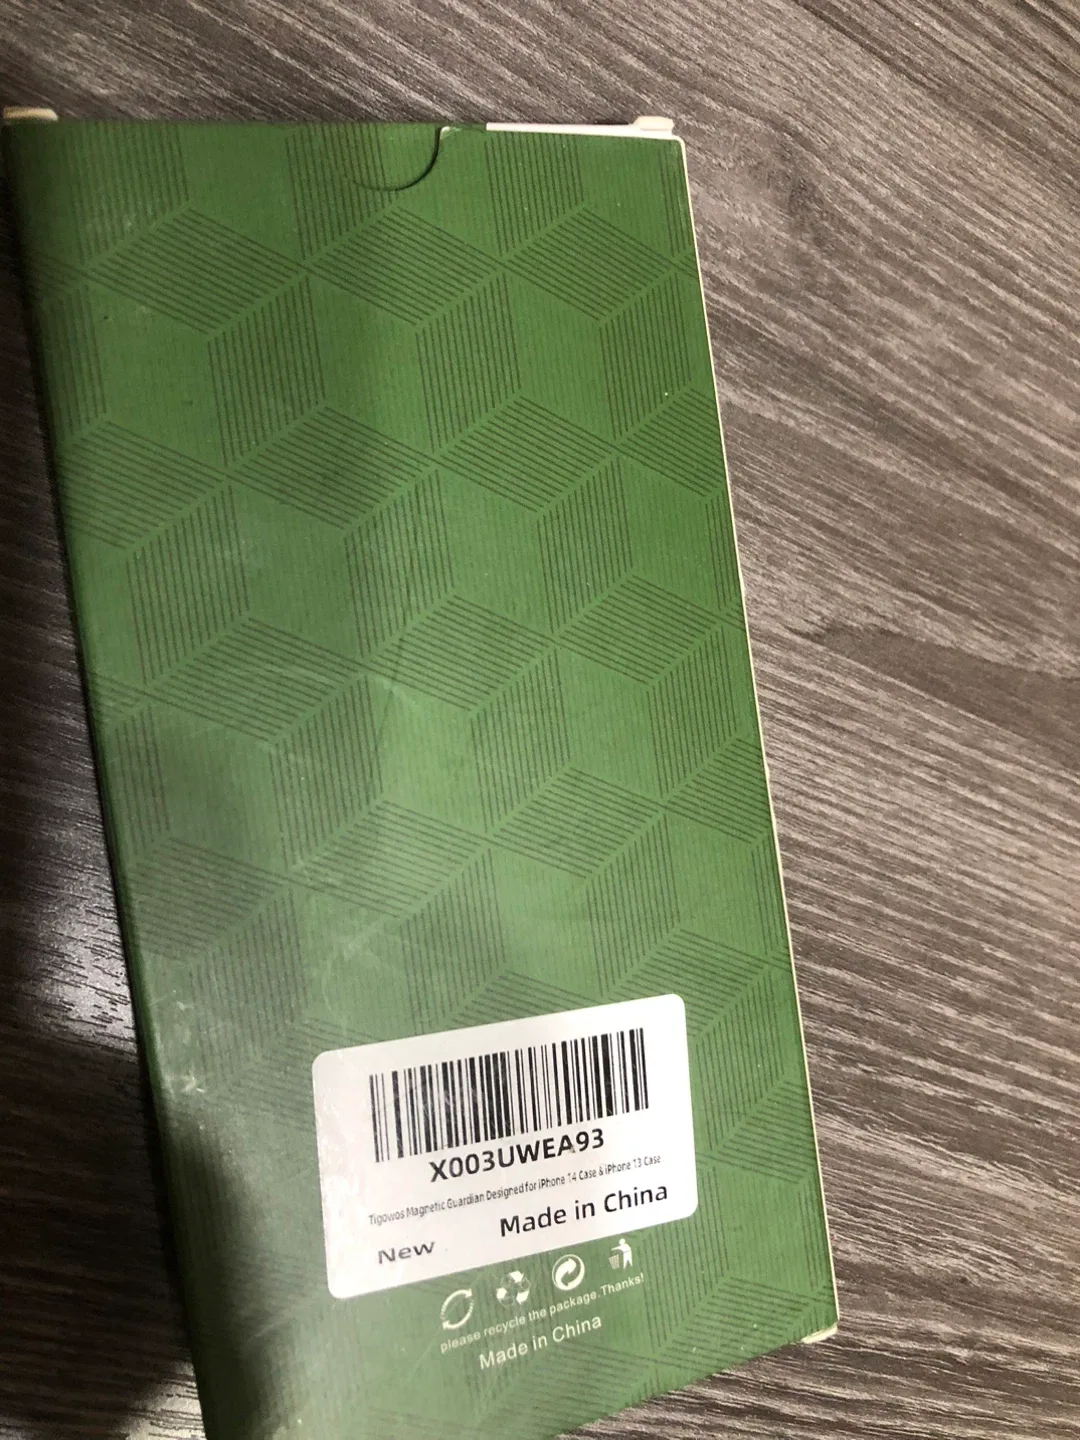 X003UWEA93
Tigowos Magnetic Guardian Designed for iPhone 14 Case & iPhone 13 Case
New
Made in China
please recycle the package.Thanks!
Made in China